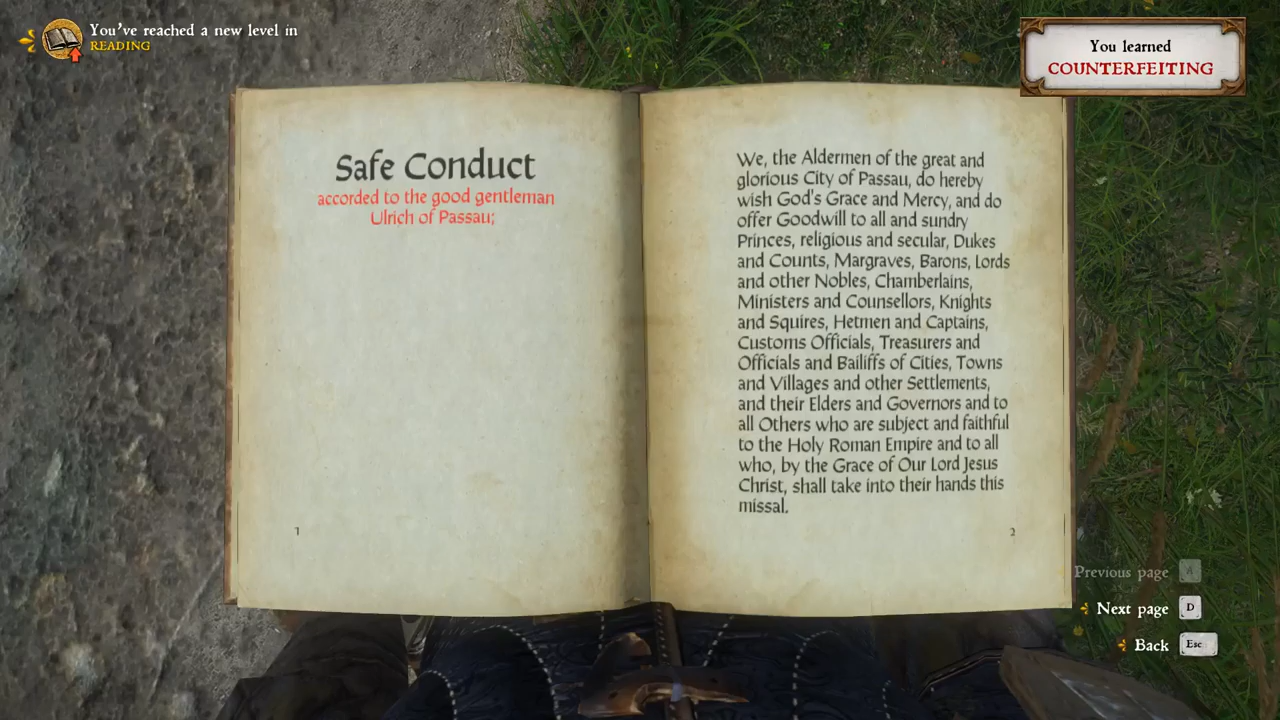 You've reached a new level in
READING
You learned
COUNTERFEITING
Safe Conduct
accorded to the good gentleman
Ulrich of Passau;
1
We, the Aldermen of the great and
glorious City of Passau, do hereby
wish God's Grace and Mercy, and do
offer Goodwill to all and sundry
Princes, religious and secular, Dukes
and Counts, Margraves, Barons, Lords
and other Nobles, Chamberlains,
Ministers and Counsellors, Knights
and Squires, Hetmen and Captains,
Customs Officials, Treasurers and
Officials and Bailiffs of Cities, Towns
and Villages and other Settlements,
and their Elders and Governors and to
all Others who are subject and faithful
to the Holy Roman Empire and to all
who, by the Grace of Our Lord Jesus
Christ, shall take into their hands this
missal.
2
Previous page A
Next page D
Back Esc